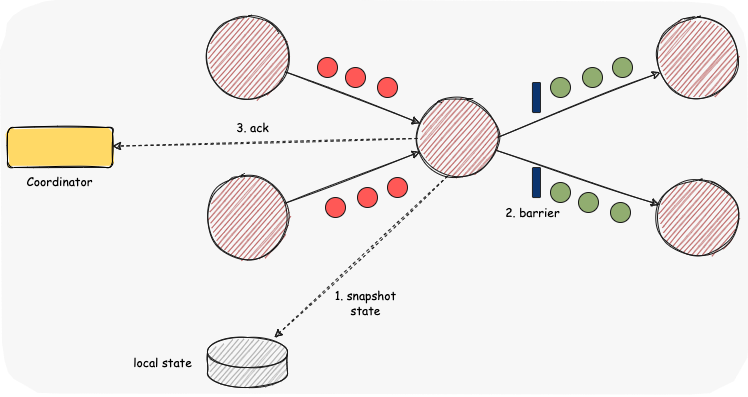 3. ack
Coordinator
2. barrier
1. snapshot
state
local state